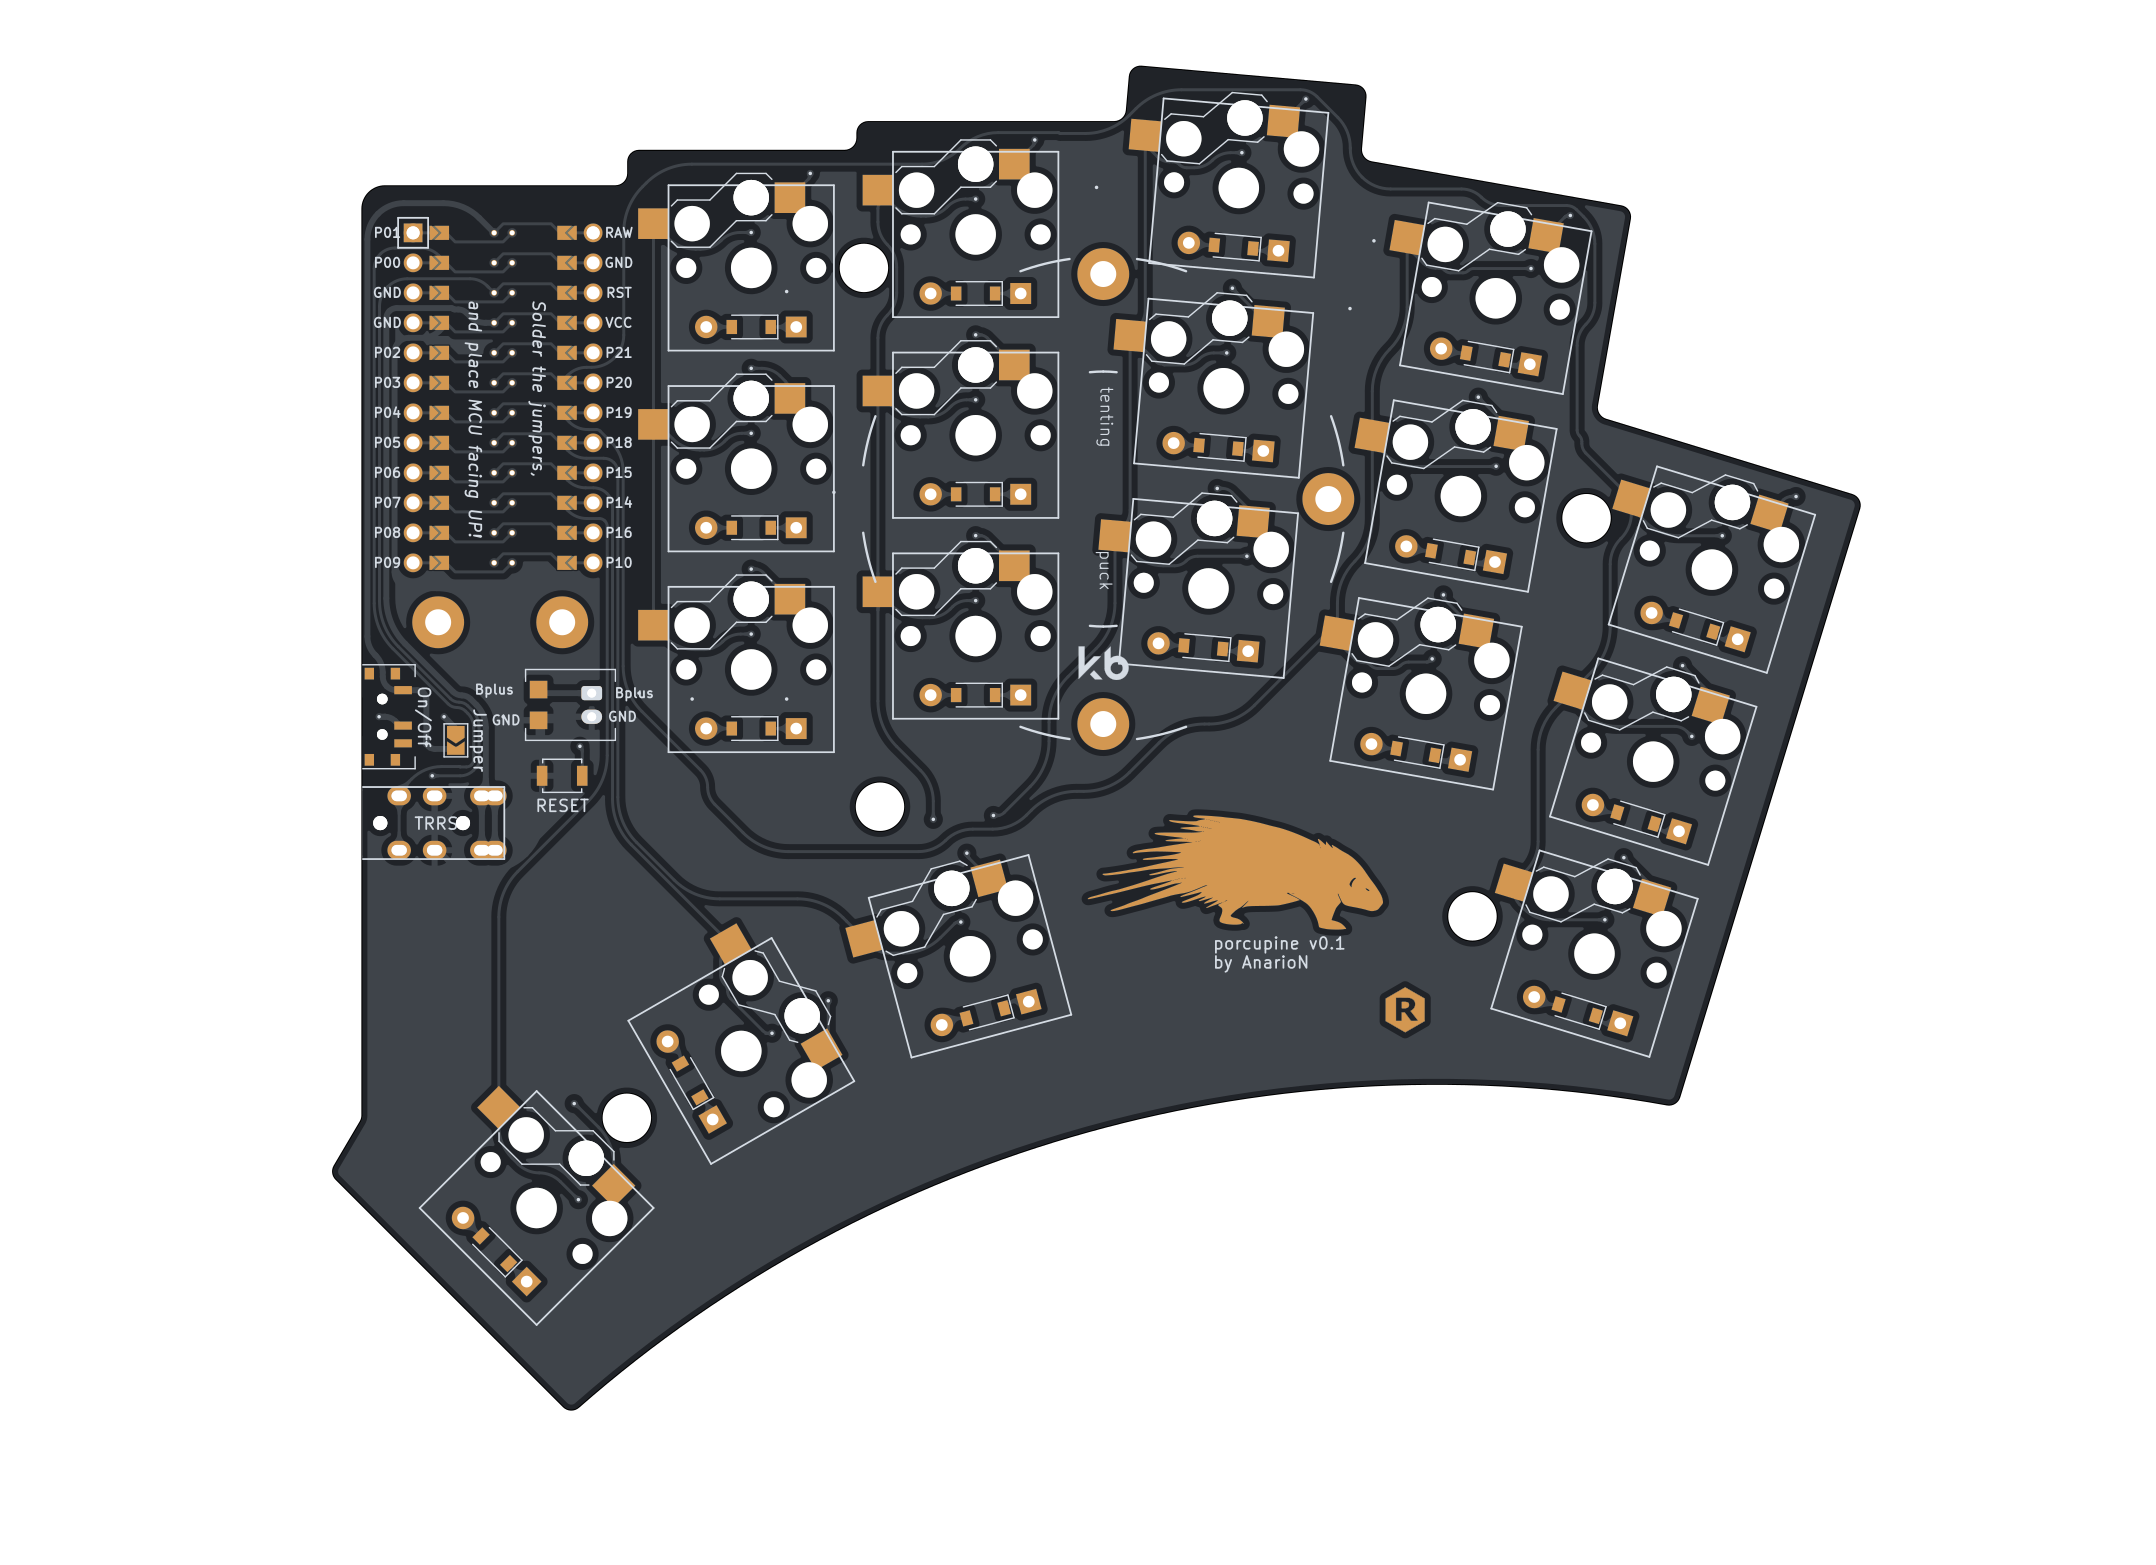 P01
P00
GND
GND
P02
P03
P04
P05
P06
P07
P08
P09
RAW
GND
RST
VCC
P21
P20
P19
P18
P15
P14
P16
P10
Solder the jumpers,
and place MCU facing UP!
tenting
puck
kb
On/Off
Jumper
Bplus
GND
Bplus
GND
RESET
TRRS
porcupine v0.1
by AnarioN
R